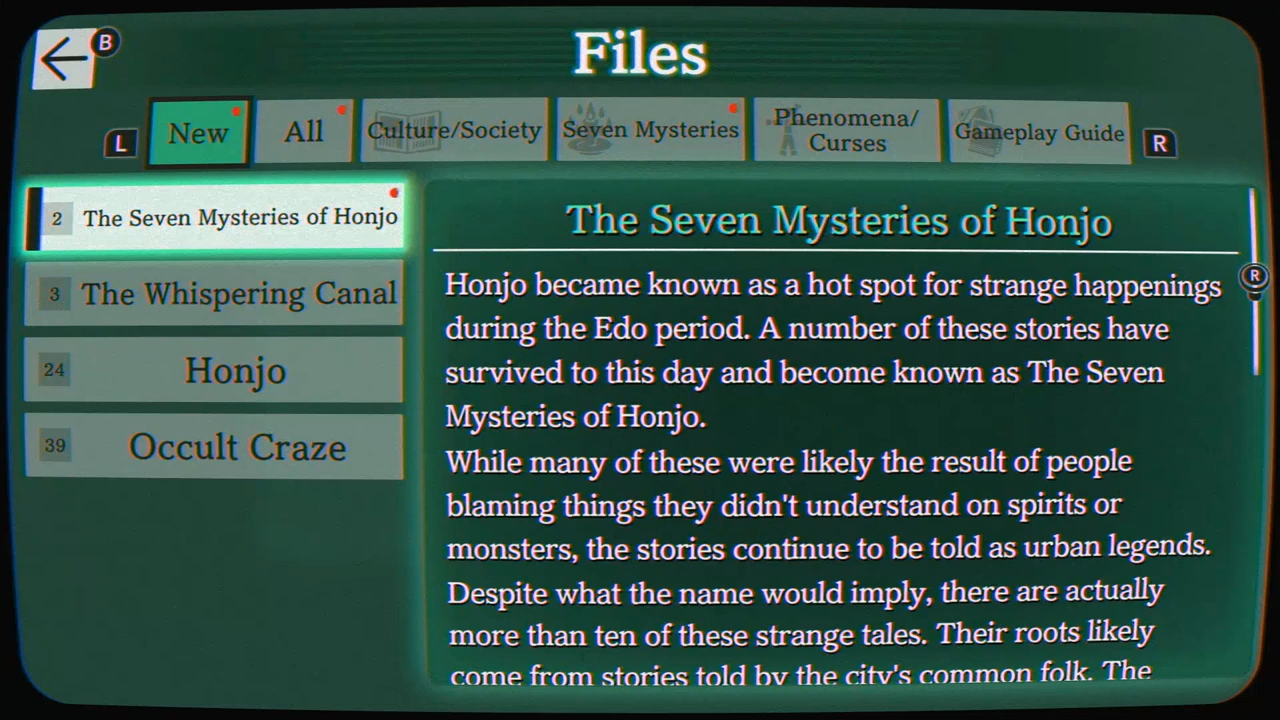 B
Files
L
New
All
Culture/Society
Seven Mysteries
Phenomena/
Curses
Gameplay Guide
R
2 The Seven Mysteries of Honjo
3 The Whispering Canal
24 Honjo
39 Occult Craze
The Seven Mysteries of Honjo
Honjo became known as a hot spot for strange happenings
during the Edo period. A number of these stories have
survived to this day and become known as The Seven
Mysteries of Honjo.
While many of these were likely the result of people
blaming things they didn't understand on spirits or
monsters, the stories continue to be told as urban legends.
Despite what the name would imply, there are actually
more than ten of these strange tales. Their roots likely
come from stories told by the city's common folk. The
R